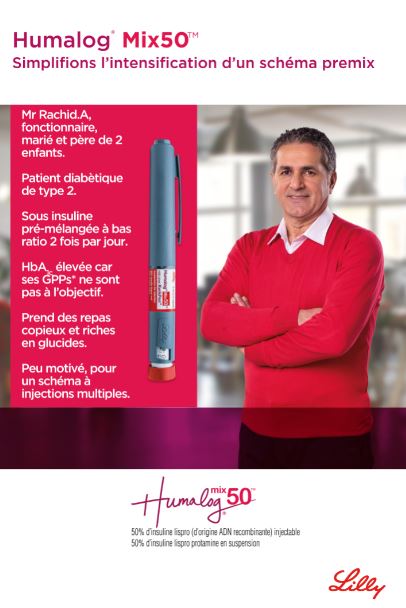 Humalog® Mix50™
Simplifions l'intensification d'un schéma premix
Mr Rachid.A,
fonctionnaire,
marié et père de 2
enfants.
Patient diabètique
de type 2.
Sous insuline
pré-mélangée à bas
ratio 2 fois par jour.
HbA₁c élevée car
ses GPPs* ne sont
pas à l'objectif.
Prend des repas
copieux et riches
en glucides.
Peu motivé, pour
un schéma à
injections multiples.
Humalog
Lilly
Humalog® mix50™
50% d'insuline lispro (d'origine ADN recombinante) injectable
50% d'insuline lispro protamine en suspension
Lilly